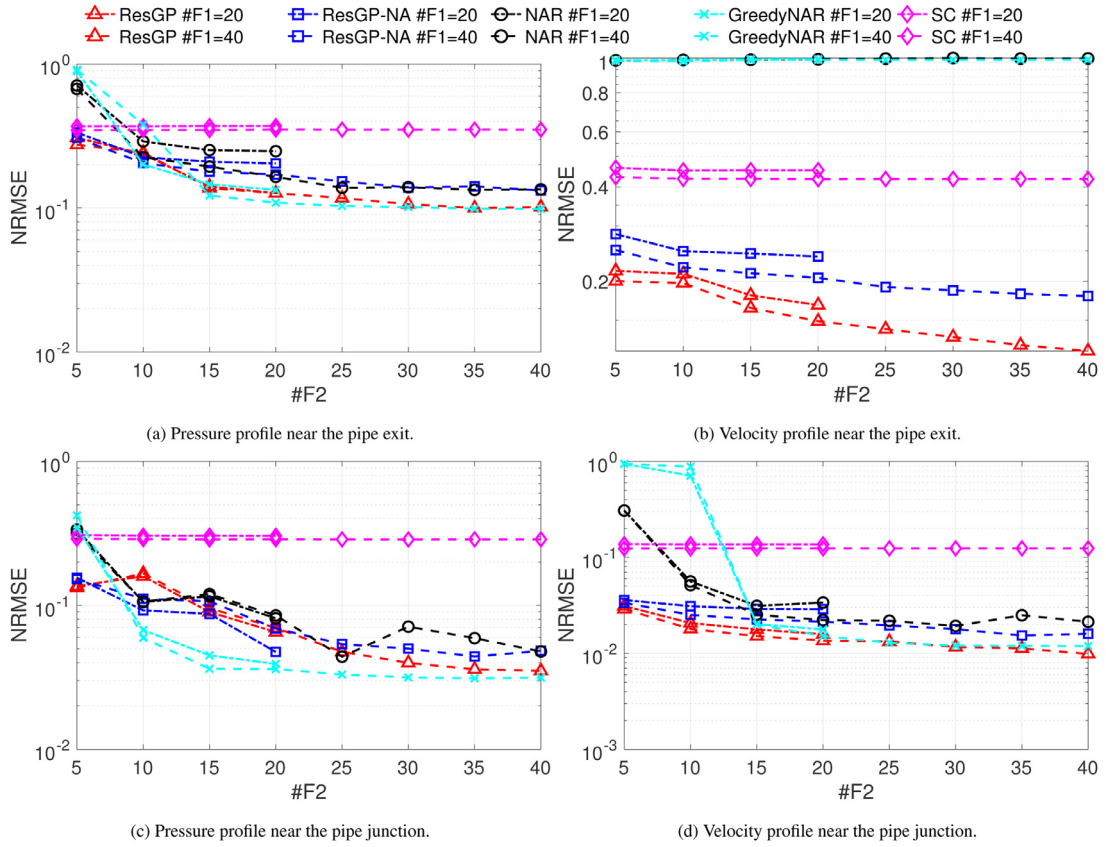 ResGP #F1=20 ResGP-NA #F1=20 NAR #F1=20 GreedyNAR #F1=20 SC #F1=20
ResGP #F1=40 ResGP-NA #F1=40 NAR #F1=40 GreedyNAR #F1=40 SC #F1=40
NRMSE
10^0
10^-1
10^-2
5 10 15 20 25 30 35 40
#F2
(a) Pressure profile near the pipe exit.
NRMSE
1
0.8
0.6
0.4
0.2
5 10 15 20 25 30 35 40
#F2
(b) Velocity profile near the pipe exit.
NRMSE
10^0
10^-1
10^-2
5 10 15 20 25 30 35 40
#F2
(c) Pressure profile near the pipe junction.
NRMSE
10^0
10^-1
10^-2
10^-3
5 10 15 20 25 30 35 40
#F2
(d) Velocity profile near the pipe junction.